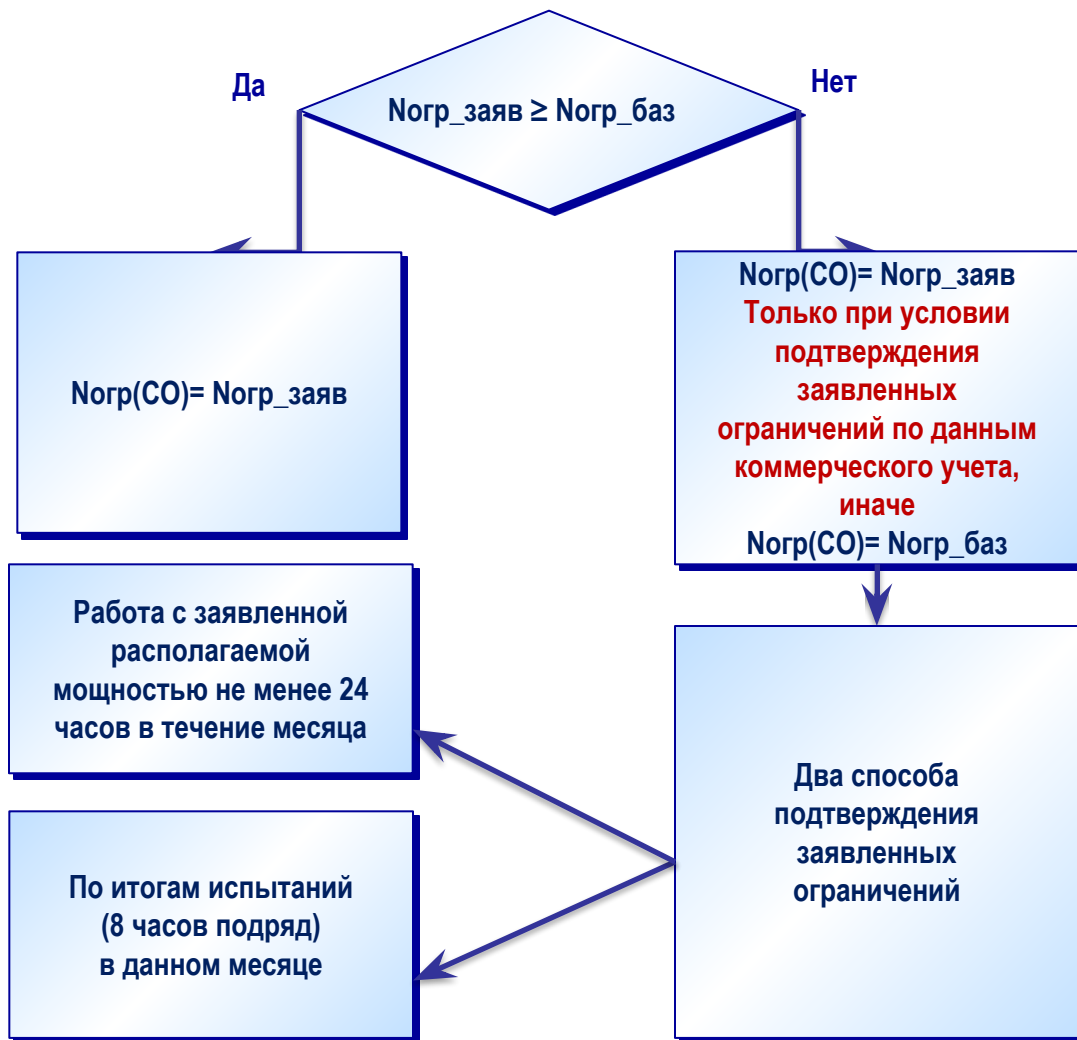 Да
Нет
Nогр_заяв ≥ Nогр_баз
Nогр(СО)= Nогр_заяв
Nогр(СО)= Nогр_заяв
Только при условии
подтверждения
заявленных
ограничений по данным
коммерческого учета,
иначе
Nогр(СО)= Nогр_баз
Работа с заявленной
располагаемой
мощностью не менее 24
часов в течение месяца
Два способа
подтверждения
заявленных
ограничений
По итогам испытаний
(8 часов подряд)
в данном месяце